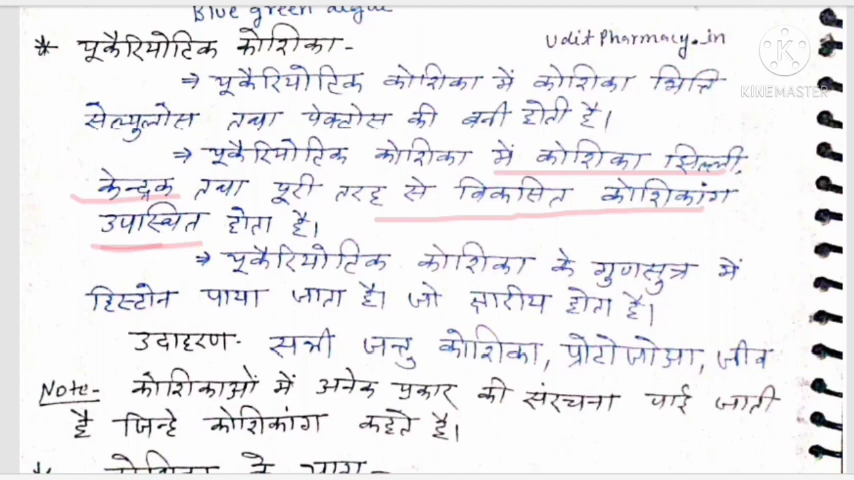 Blue green algae
* यूकैरियोटिक कोशिका-
Udit Pharmacy.in
KINEMASTER
⇒ यूकैरियोटिक कोशिका में कोशिका भित्ति
सेल्युलोस तथा पेक्टोस की बनी होती है।
⇒ यूकैरियोटिक कोशिका में कोशिका झिल्ली,
केन्द्रक तथा पूरी तरह से विकसित कोशिकांग
उपास्थित होता है।
⇒ यूकैरियोटिक कोशिका के गुणसुत्र में
हिस्टोन पाया जाता है। जो क्षारीय होता है।
उदाहरण- सभी जन्तु कोशिका, प्रोटोजोआ, जीव
Note- कोशिकाओं में अनेक प्रकार की संरचना पाई जाती
है जिन्हे कोशिकांग कहते है।
* कोशिका के भाग-